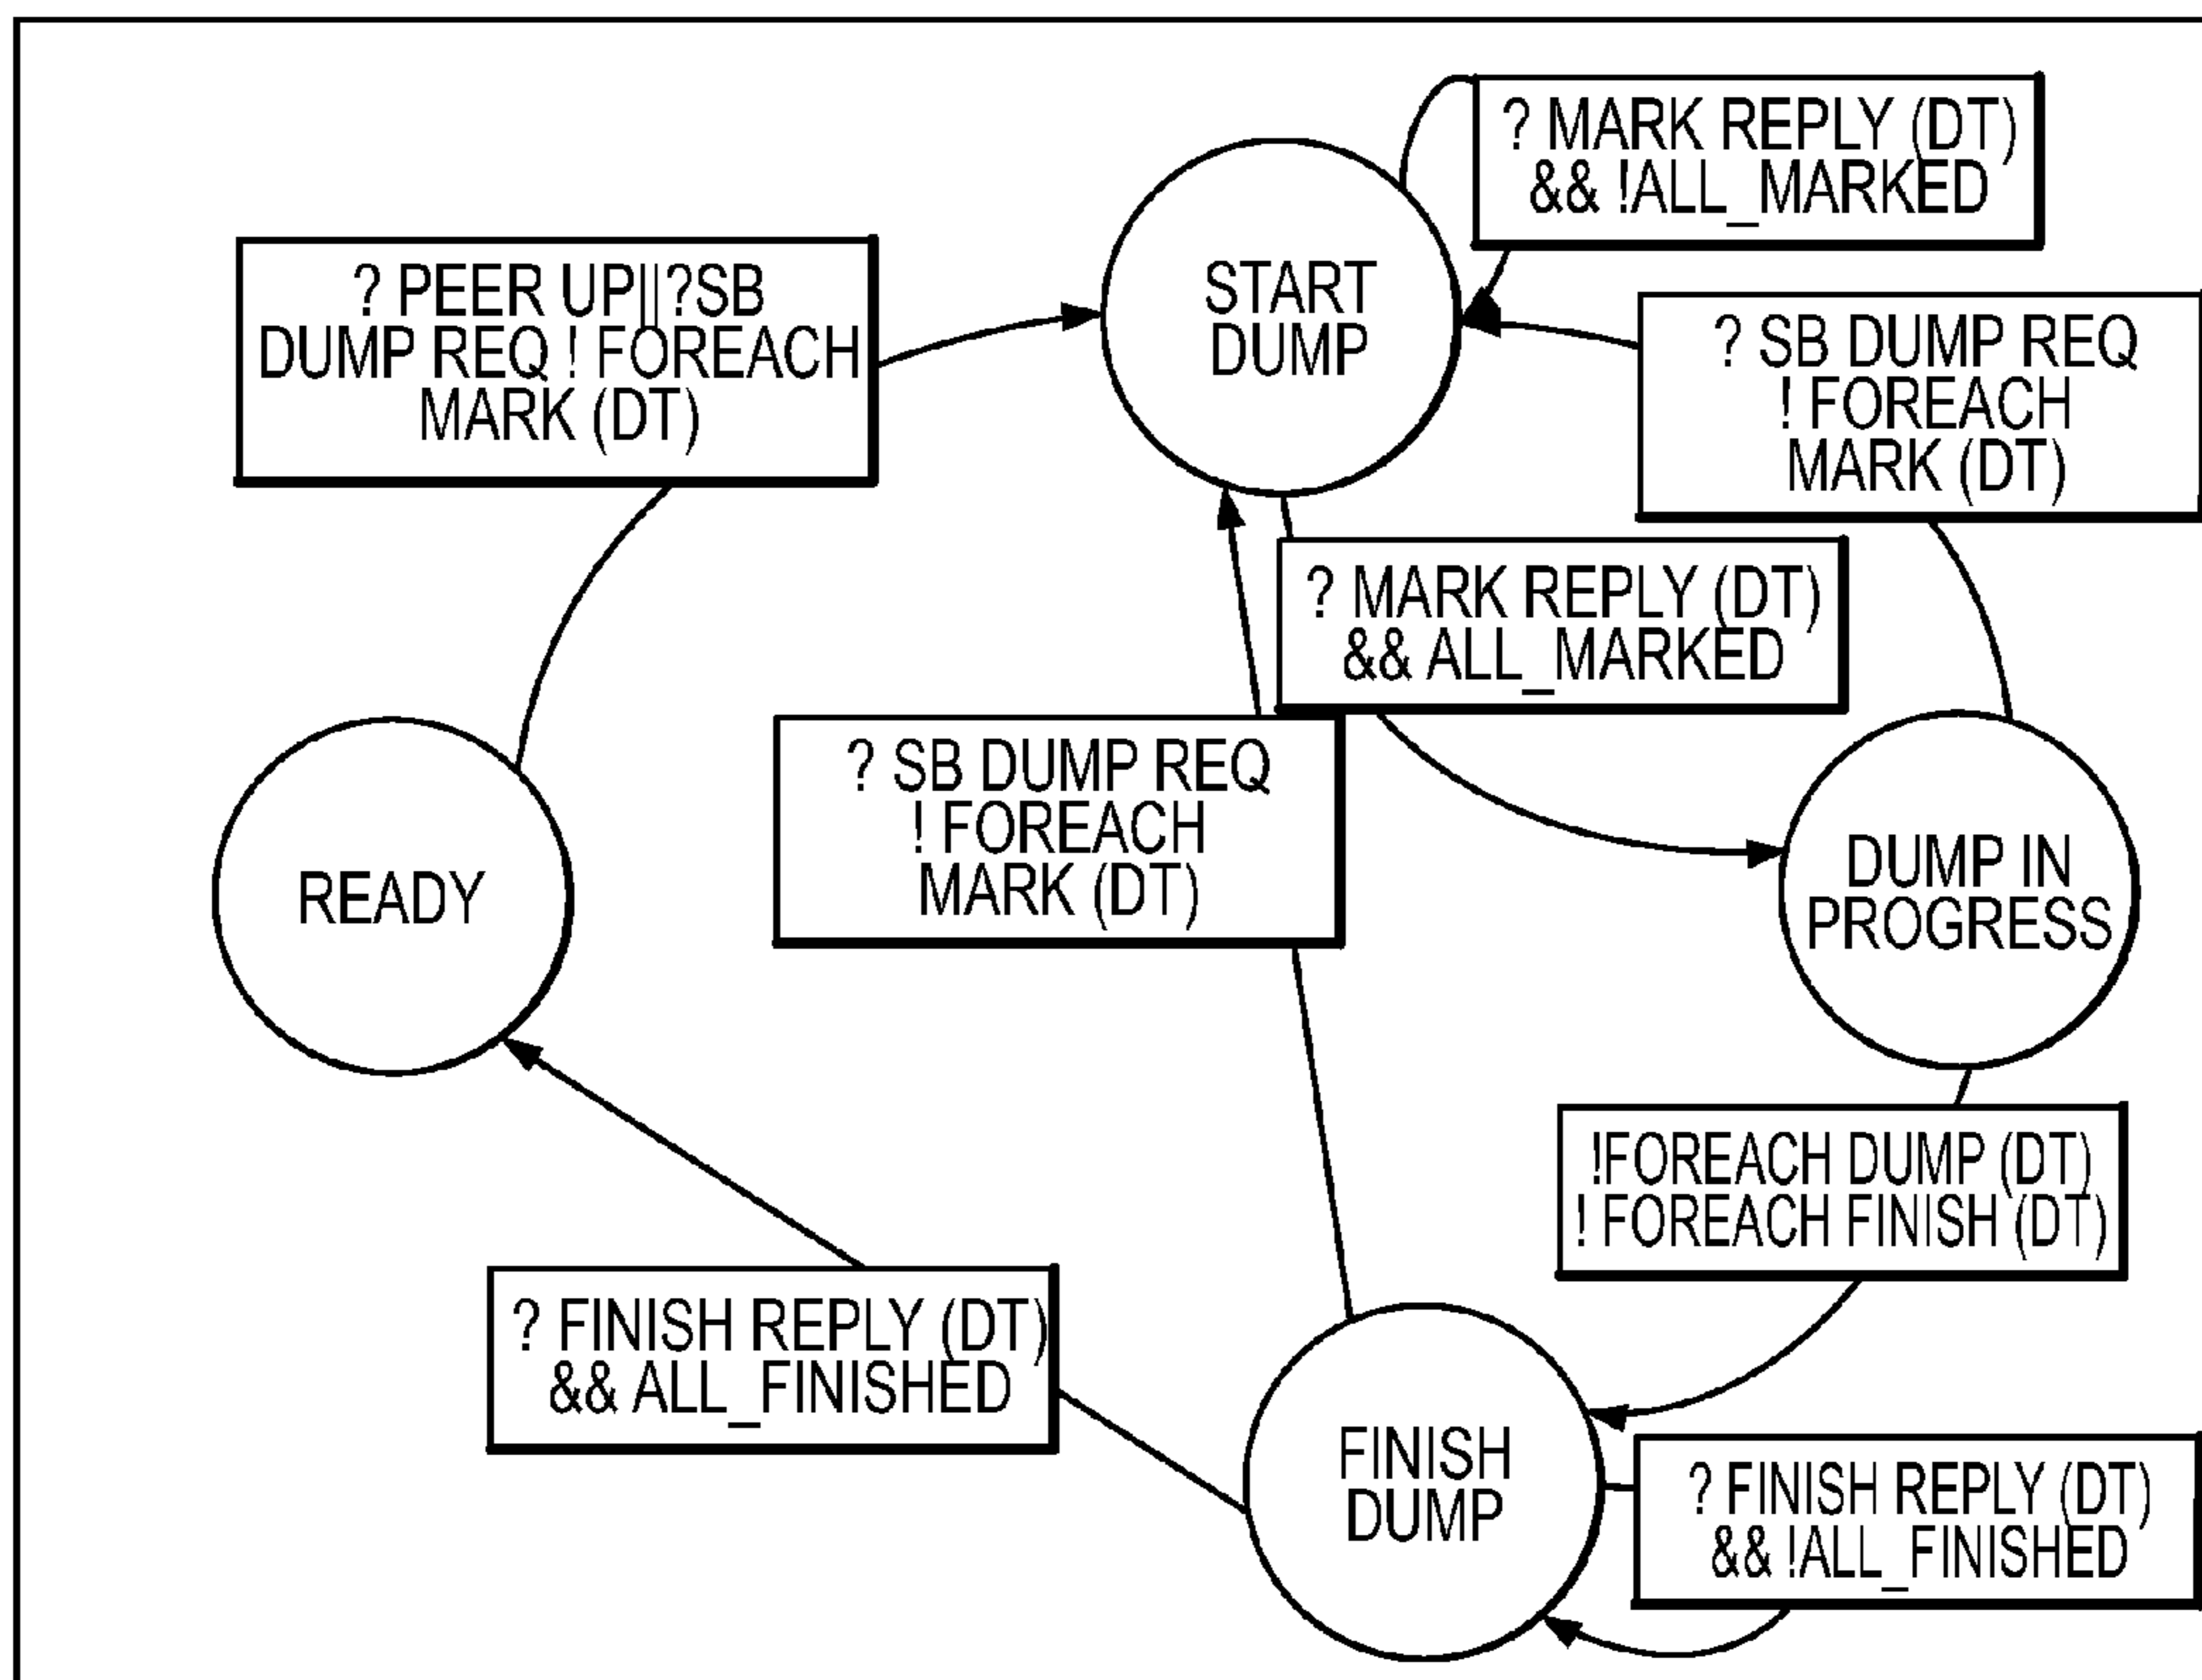 ? MARK REPLY (DT)
&& !ALL_MARKED
? PEER UP||?SB
DUMP REQ ! FOREACH
MARK (DT)
START
DUMP
? SB DUMP REQ
! FOREACH
MARK (DT)
? MARK REPLY (DT)
&& ALL_MARKED
? SB DUMP REQ
! FOREACH
MARK (DT)
READY
DUMP IN
PROGRESS
!FOREACH DUMP (DT)
! FOREACH FINISH (DT)
? FINISH REPLY (DT)
&& ALL_FINISHED
FINISH
DUMP
? FINISH REPLY (DT)
&& !ALL_FINISHED